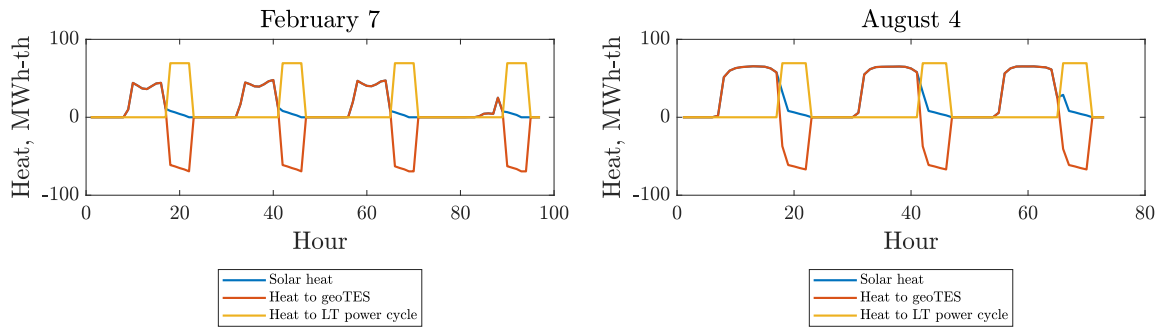 February 7
Heat, MWh-th
100
0
-100
0
20
40
60
80
100
Hour
Solar heat
Heat to geoTES
Heat to LT power cycle
August 4
Heat, MWh-th
100
0
-100
0
20
40
60
80
Hour
Solar heat
Heat to geoTES
Heat to LT power cycle